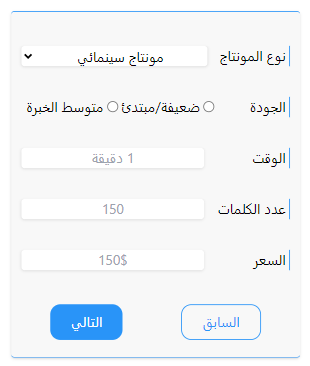 نوع المونتاج مونتاج سينمائي
الجودة ضعيفة/مبتدئ متوسط الخبرة
الوقت 1 دقيقة
عدد الكلمات 150
السعر 150$
السابق التالي